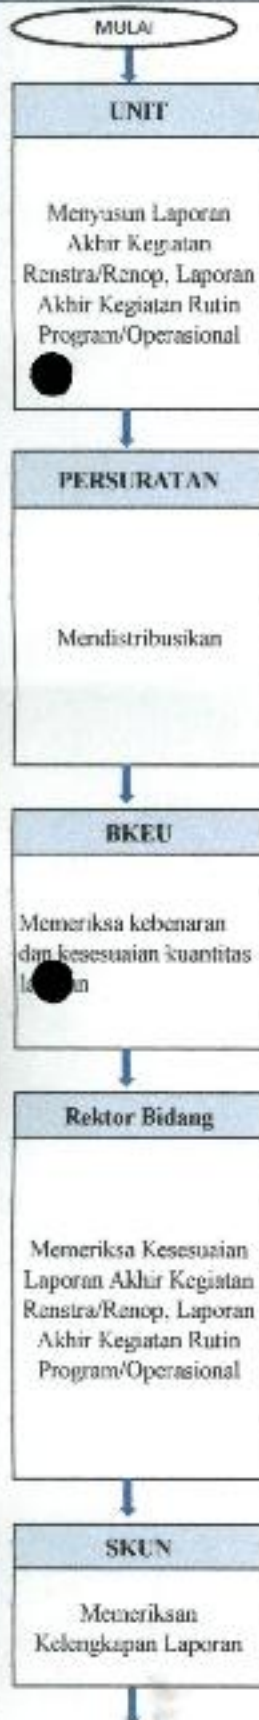 MULAI
UNIT
Menyusun Laporan
Akhir Kegiatan
Renstra/Renop, Laporan
Akhir Kegiatan Rutin
Program/Operasional
PERSURATAN
Mendistribusikan
BKEU
Memeriksa kebenaran
dan kesesuaian kuantitas
Rektor Bidang
Memeriksa Kesesuaian
Laporan Akhir Kegiatan
Renstra/Renop, Laporan
Akhir Kegiatan Rutin
Program/Operasional
SKUN
Memeriksan
Kelengkapan Laporan